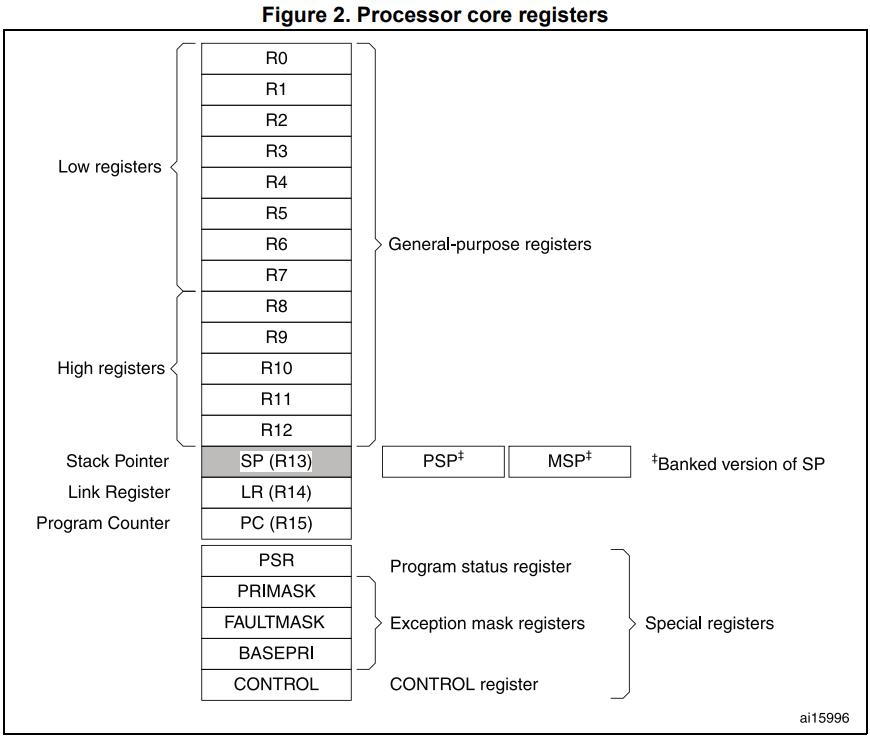 Figure 2. Processor core registers
R0
R1
R2
R3
Low registers
R4
R5
R6
General-purpose registers
R7
R8
R9
High registers
R10
R11
R12
Stack Pointer SP (R13) PSP‡ MSP‡ ‡Banked version of SP
Link Register LR (R14)
Program Counter PC (R15)
PSR Program status register
PRIMASK
FAULTMASK Exception mask registers Special registers
BASEPRI
CONTROL CONTROL register
ai15996